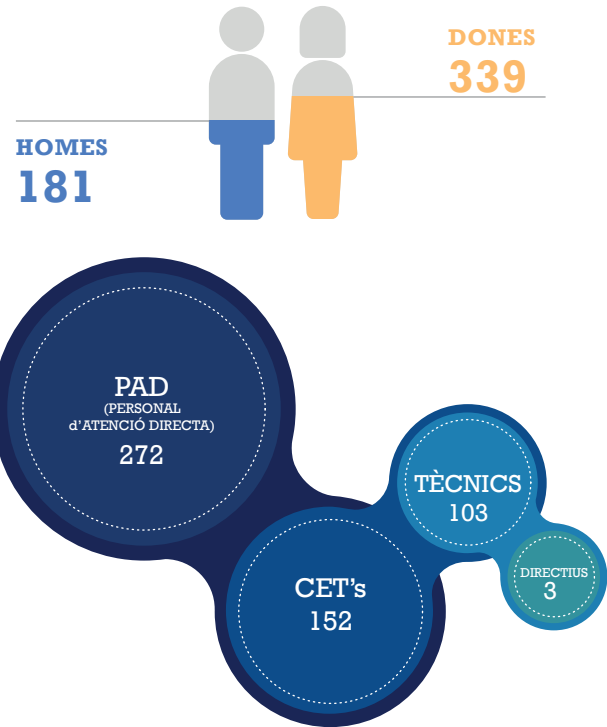 DONES
339
HOMES
181
PAD
(PERSONAL
d'ATENCIÓ DIRECTA)
272
TÈCNICS
103
DIRECTIUS
3
CET's
152